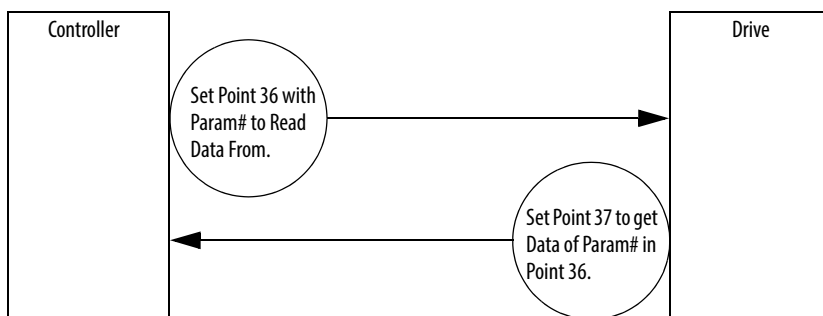 Controller
Drive
Set Point 36 with
Param# to Read
Data From.
Set Point 37 to get
Data of Param# in
Point 36.